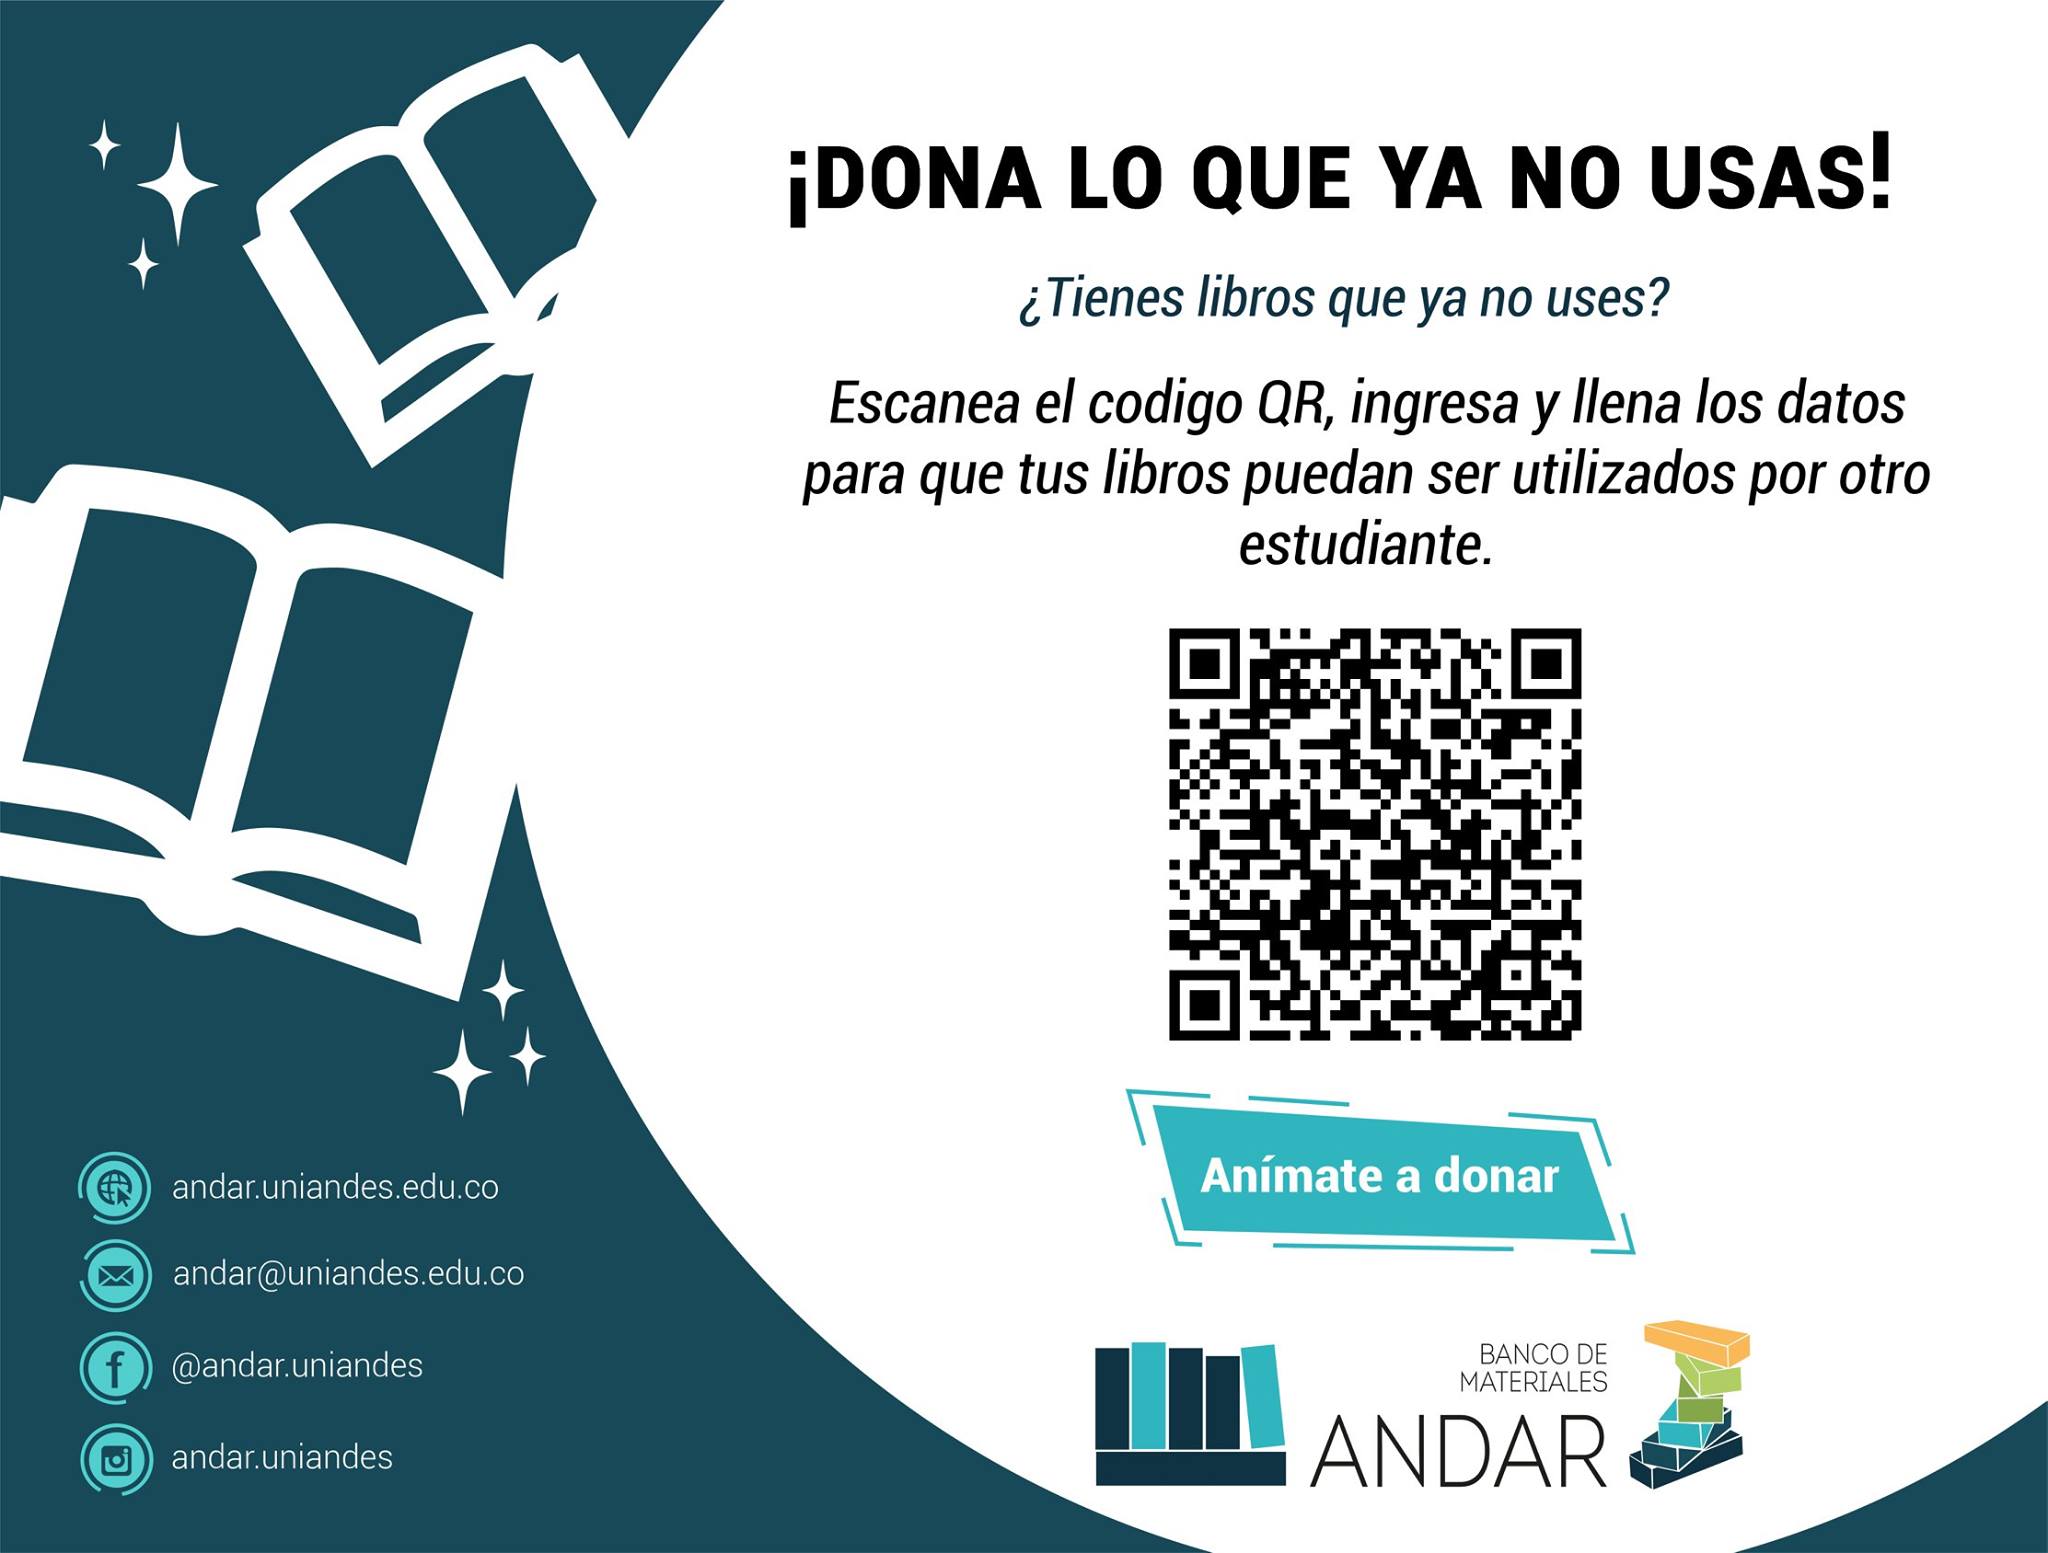 ¡DONA LO QUE YA NO USAS!
¿Tienes libros que ya no uses?
Escanea el codigo QR, ingresa y llena los datos
para que tus libros puedan ser utilizados por otro
estudiante.
Anímate a donar
andar.uniandes.edu.co
andar@uniandes.edu.co
@andar.uniandes
andar.uniandes
BANCO DE
MATERIALES
ANDAR